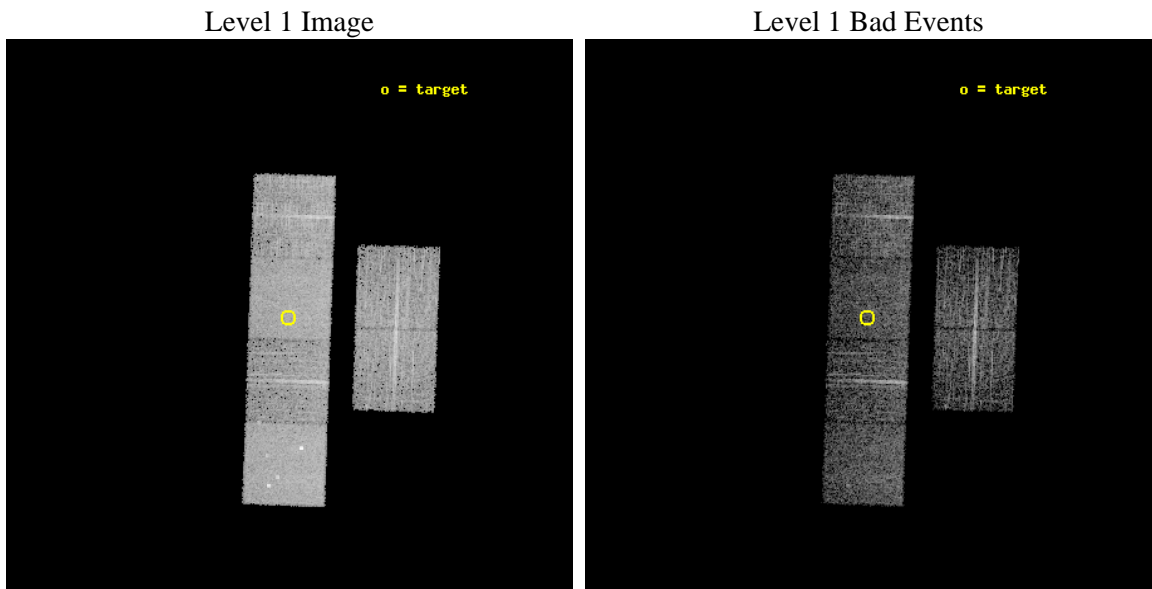 Level 1 Image
Level 1 Bad Events
o = target
o = target